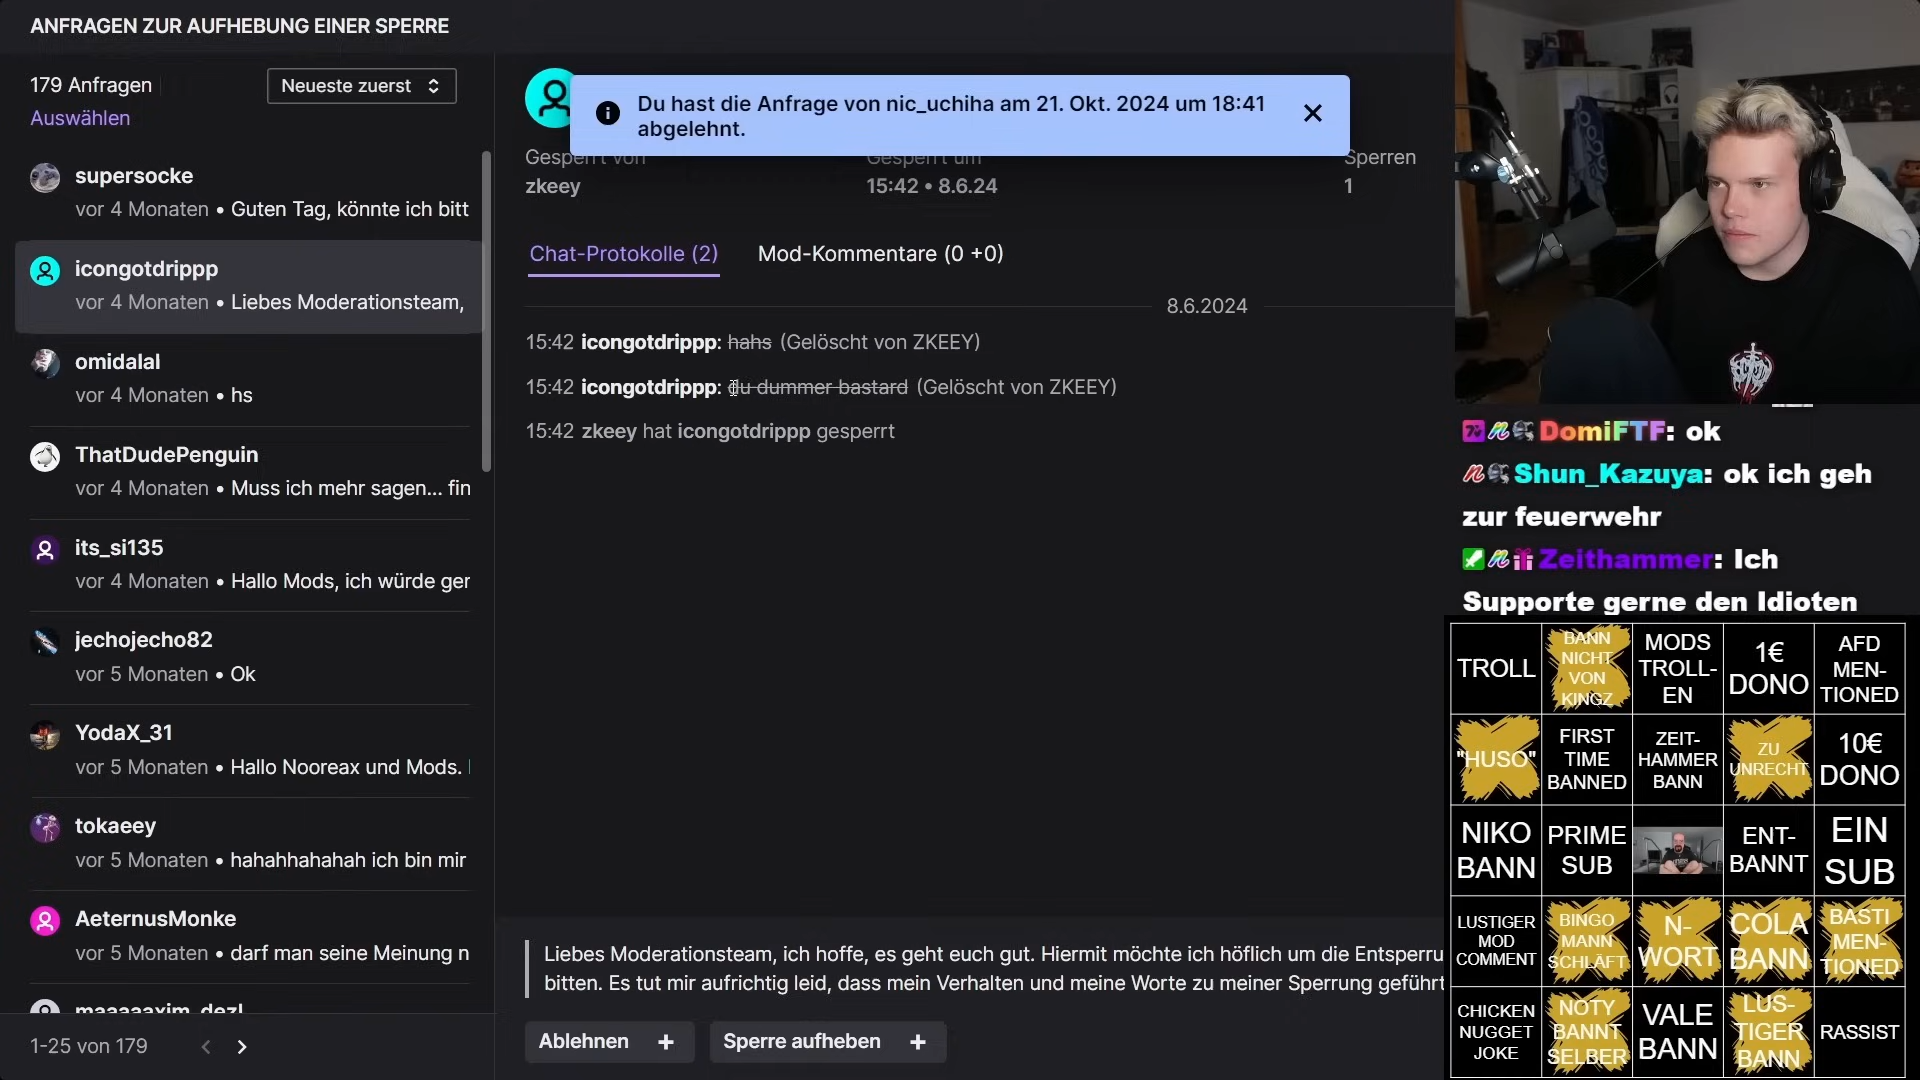 ANFRAGEN ZUR AUFHEBUNG EINER SPERRE
179 Anfragen
Neueste zuerst
Auswählen
supersocke
vor 4 Monaten • Guten Tag, könnte ich bitt
icongotdrippp
vor 4 Monaten • Liebes Moderationsteam,
omidalal
vor 4 Monaten • hs
ThatDudePenguin
vor 4 Monaten • Muss ich mehr sagen... fin
its_si135
vor 4 Monaten • Hallo Mods, ich würde ger
jechojecho82
vor 5 Monaten • Ok
YodaX_31
vor 5 Monaten • Hallo Nooreax und Mods.
tokaeey
vor 5 Monaten • hahahhahahah ich bin mir
AeternusMonke
vor 5 Monaten • darf man seine Meinung n
maaaaaxim_dezl
1-25 von 179
Du hast die Anfrage von nic_uchiha am 21. Okt. 2024 um 18:41
abgelehnt.
Gesperrt von
zkeey
Gesperrt um
15:42 • 8.6.24
Sperren
1
Chat-Protokolle (2)
Mod-Kommentare (0 +0)
8.6.2024
15:42 icongotdrippp: hahs (Gelöscht von ZKEEY)
15:42 icongotdrippp: du dummer bastard (Gelöscht von ZKEEY)
15:42 zkeey hat icongotdrippp gesperrt
Liebes Moderationsteam, ich hoffe, es geht euch gut. Hiermit möchte ich höflich um die Entsperru
bitten. Es tut mir aufrichtig leid, dass mein Verhalten und meine Worte zu meiner Sperrung geführt
Ablehnen +
Sperre aufheben +
DomiFTF: ok
Shun_Kazuya: ok ich geh
zur feuerwehr
Zeithammer: Ich
Supporte gerne den Idioten
TROLL
BANN
NICHT
VON
KINGZ
MODS
TROLL-
EN
1€
DONO
AFD
MEN-
TIONED
"HUSO"
FIRST
TIME
BANNED
ZEIT-
HAMMER
BANN
ZU
UNRECHT
10€
DONO
NIKO
BANN
PRIME
SUB
ENT-
BANNT
EIN
SUB
LUSTIGER
MOD
COMMENT
BINGO
MANN
SCHLÄFT
N-
WORT
COLA
BANN
BASTI
MEN-
TIONED
CHICKEN
NUGGET
JOKE
NOTY
BANNT
SELBER
VALE
BANN
LUS-
TIGER
BANN
RASSIST